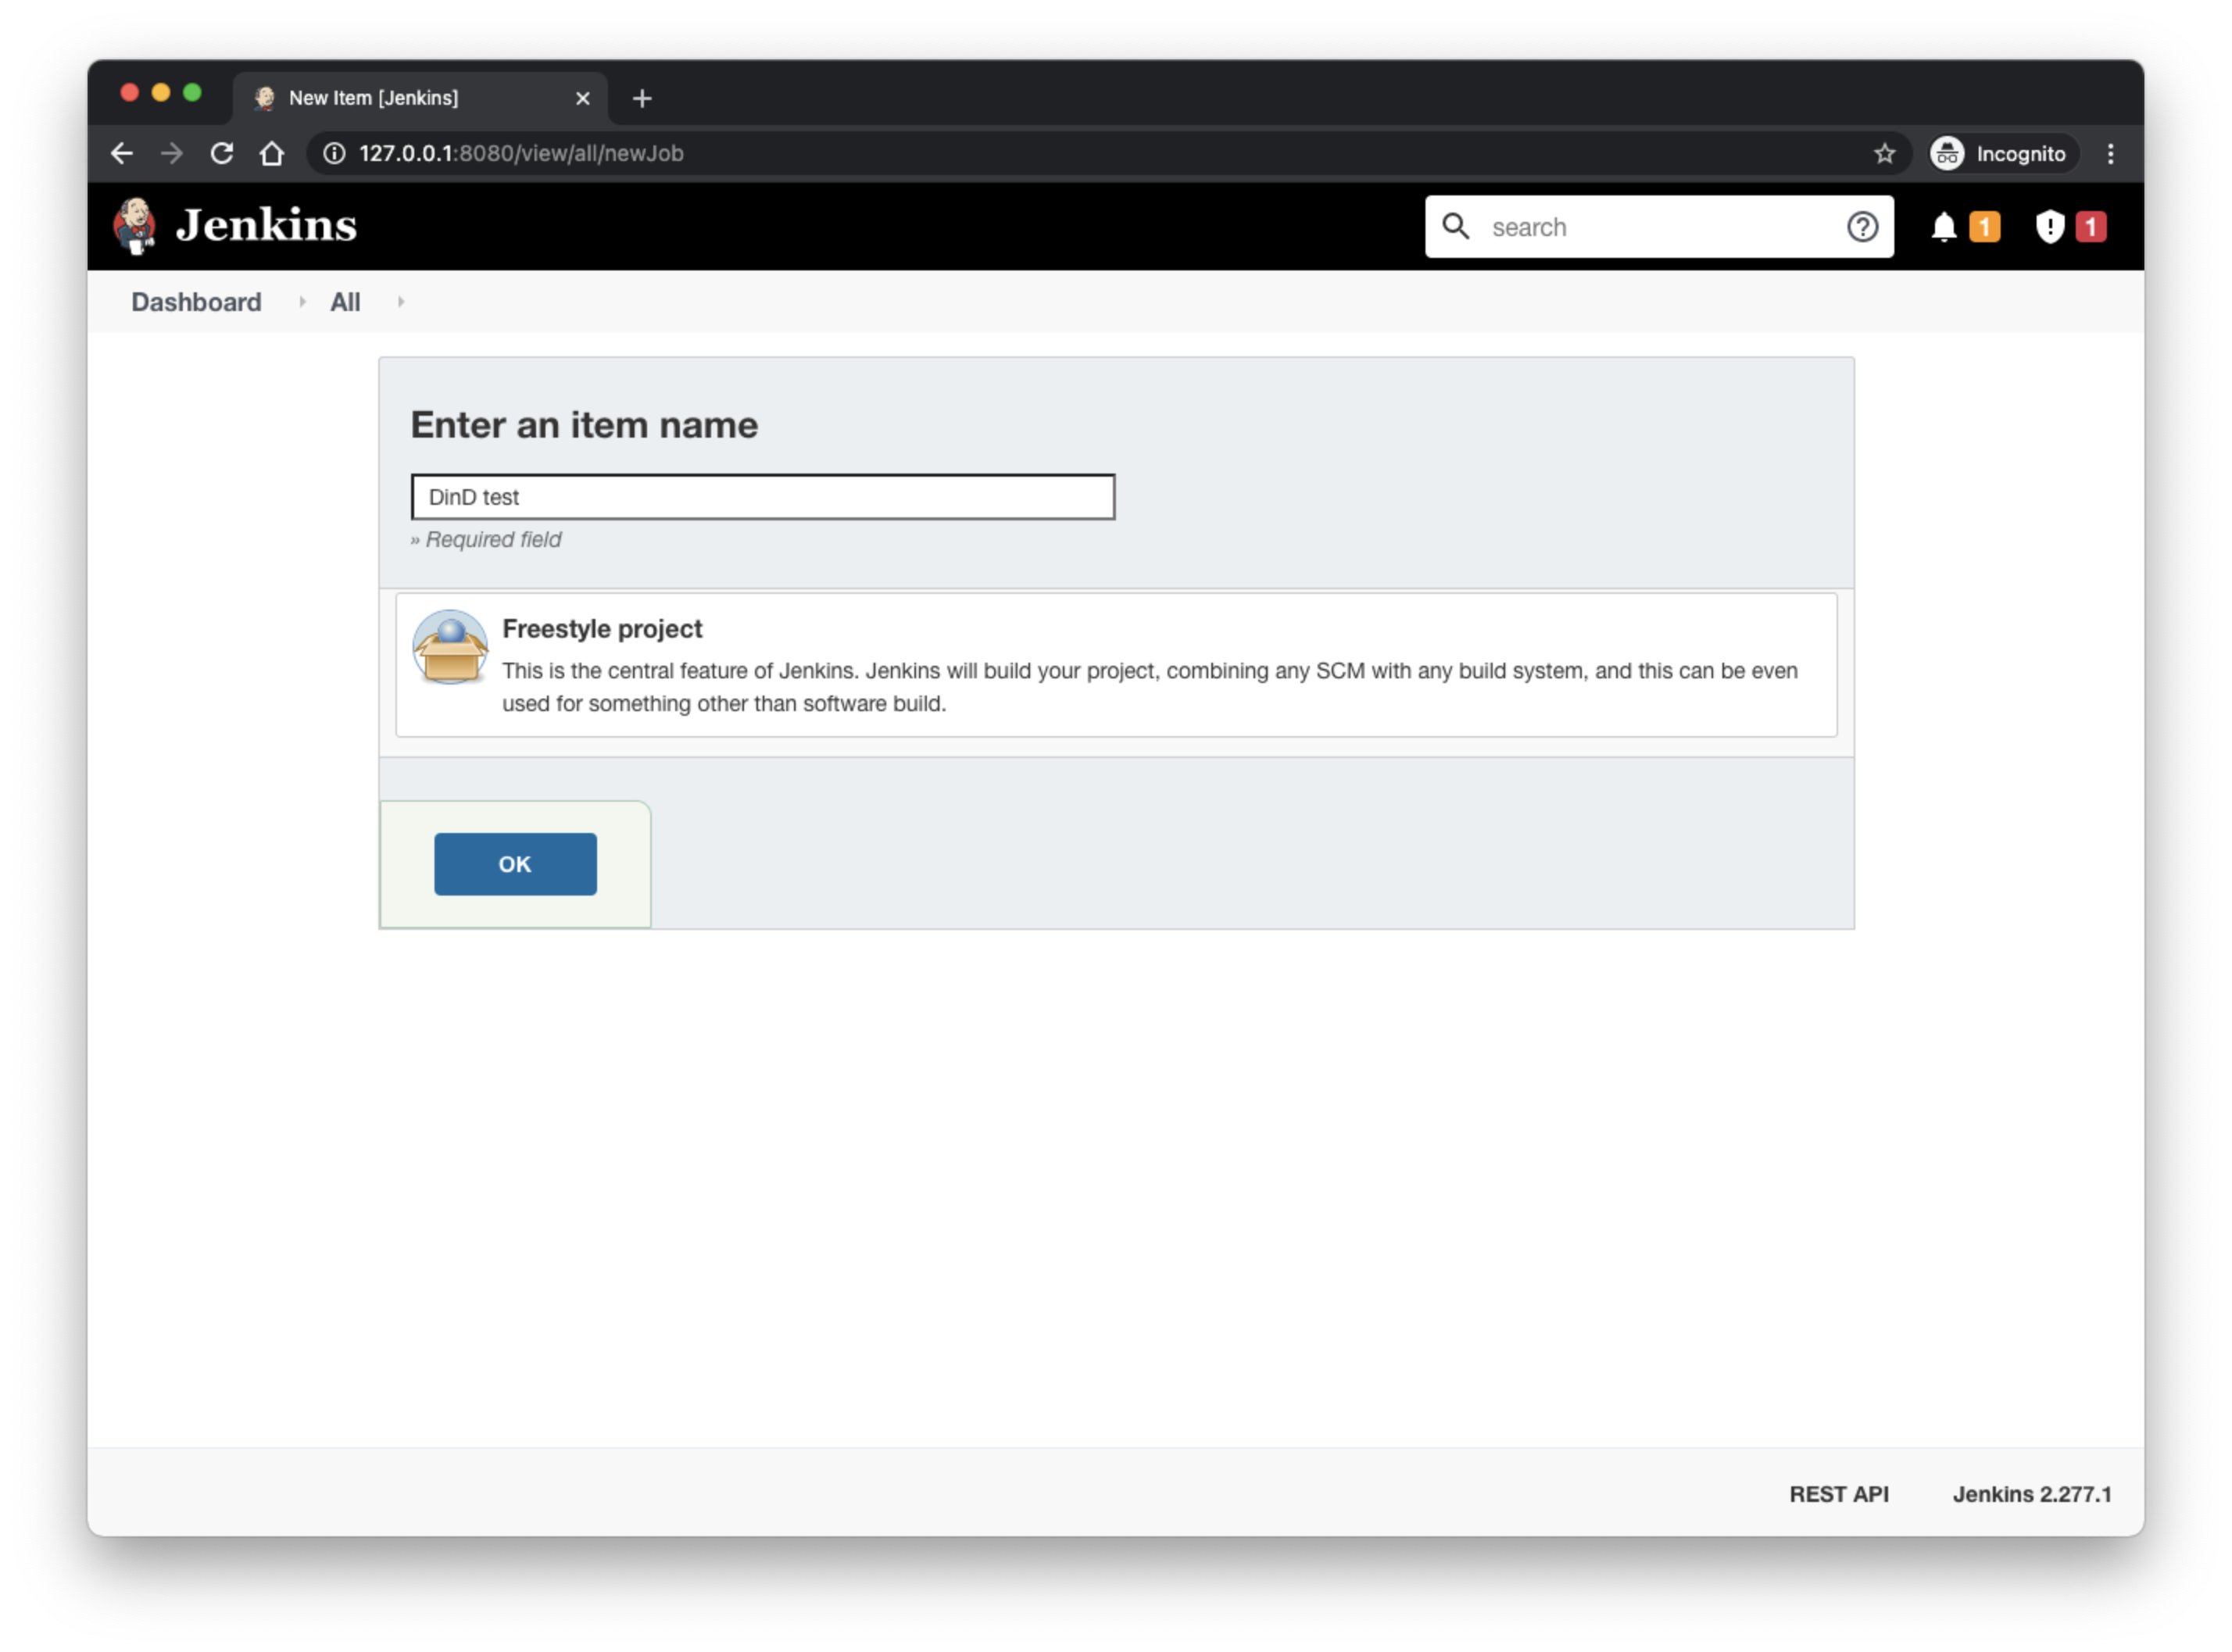 New Item [Jenkins]
127.0.0.1:8080/view/all/newJob
Incognito
Jenkins
search
1
1
Dashboard
All
Enter an item name
DinD test
» Required field
Freestyle project
This is the central feature of Jenkins. Jenkins will build your project, combining any SCM with any build system, and this can be even
used for something other than software build.
OK
REST API
Jenkins 2.277.1